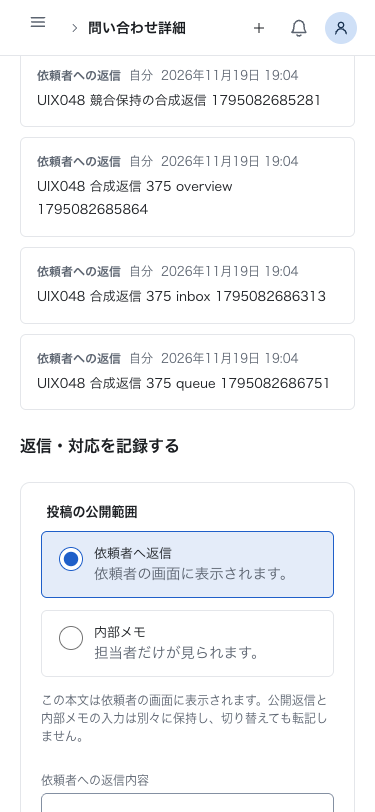 問い合わせ詳細
依頼者への返信 自分 2026年11月19日 19:04
UIX048 競合保持の合成返信 1795082685281
依頼者への返信 自分 2026年11月19日 19:04
UIX048 合成返信 375 overview
1795082685864
依頼者への返信 自分 2026年11月19日 19:04
UIX048 合成返信 375 inbox 1795082686313
依頼者への返信 自分 2026年11月19日 19:04
UIX048 合成返信 375 queue 1795082686751
返信・対応を記録する
投稿の公開範囲
依頼者へ返信
依頼者の画面に表示されます。
内部メモ
担当者だけが見られます。
この本文は依頼者の画面に表示されます。公開返信と
内部メモの入力は別々に保持し、切り替えても転記し
ません。
依頼者への返信内容